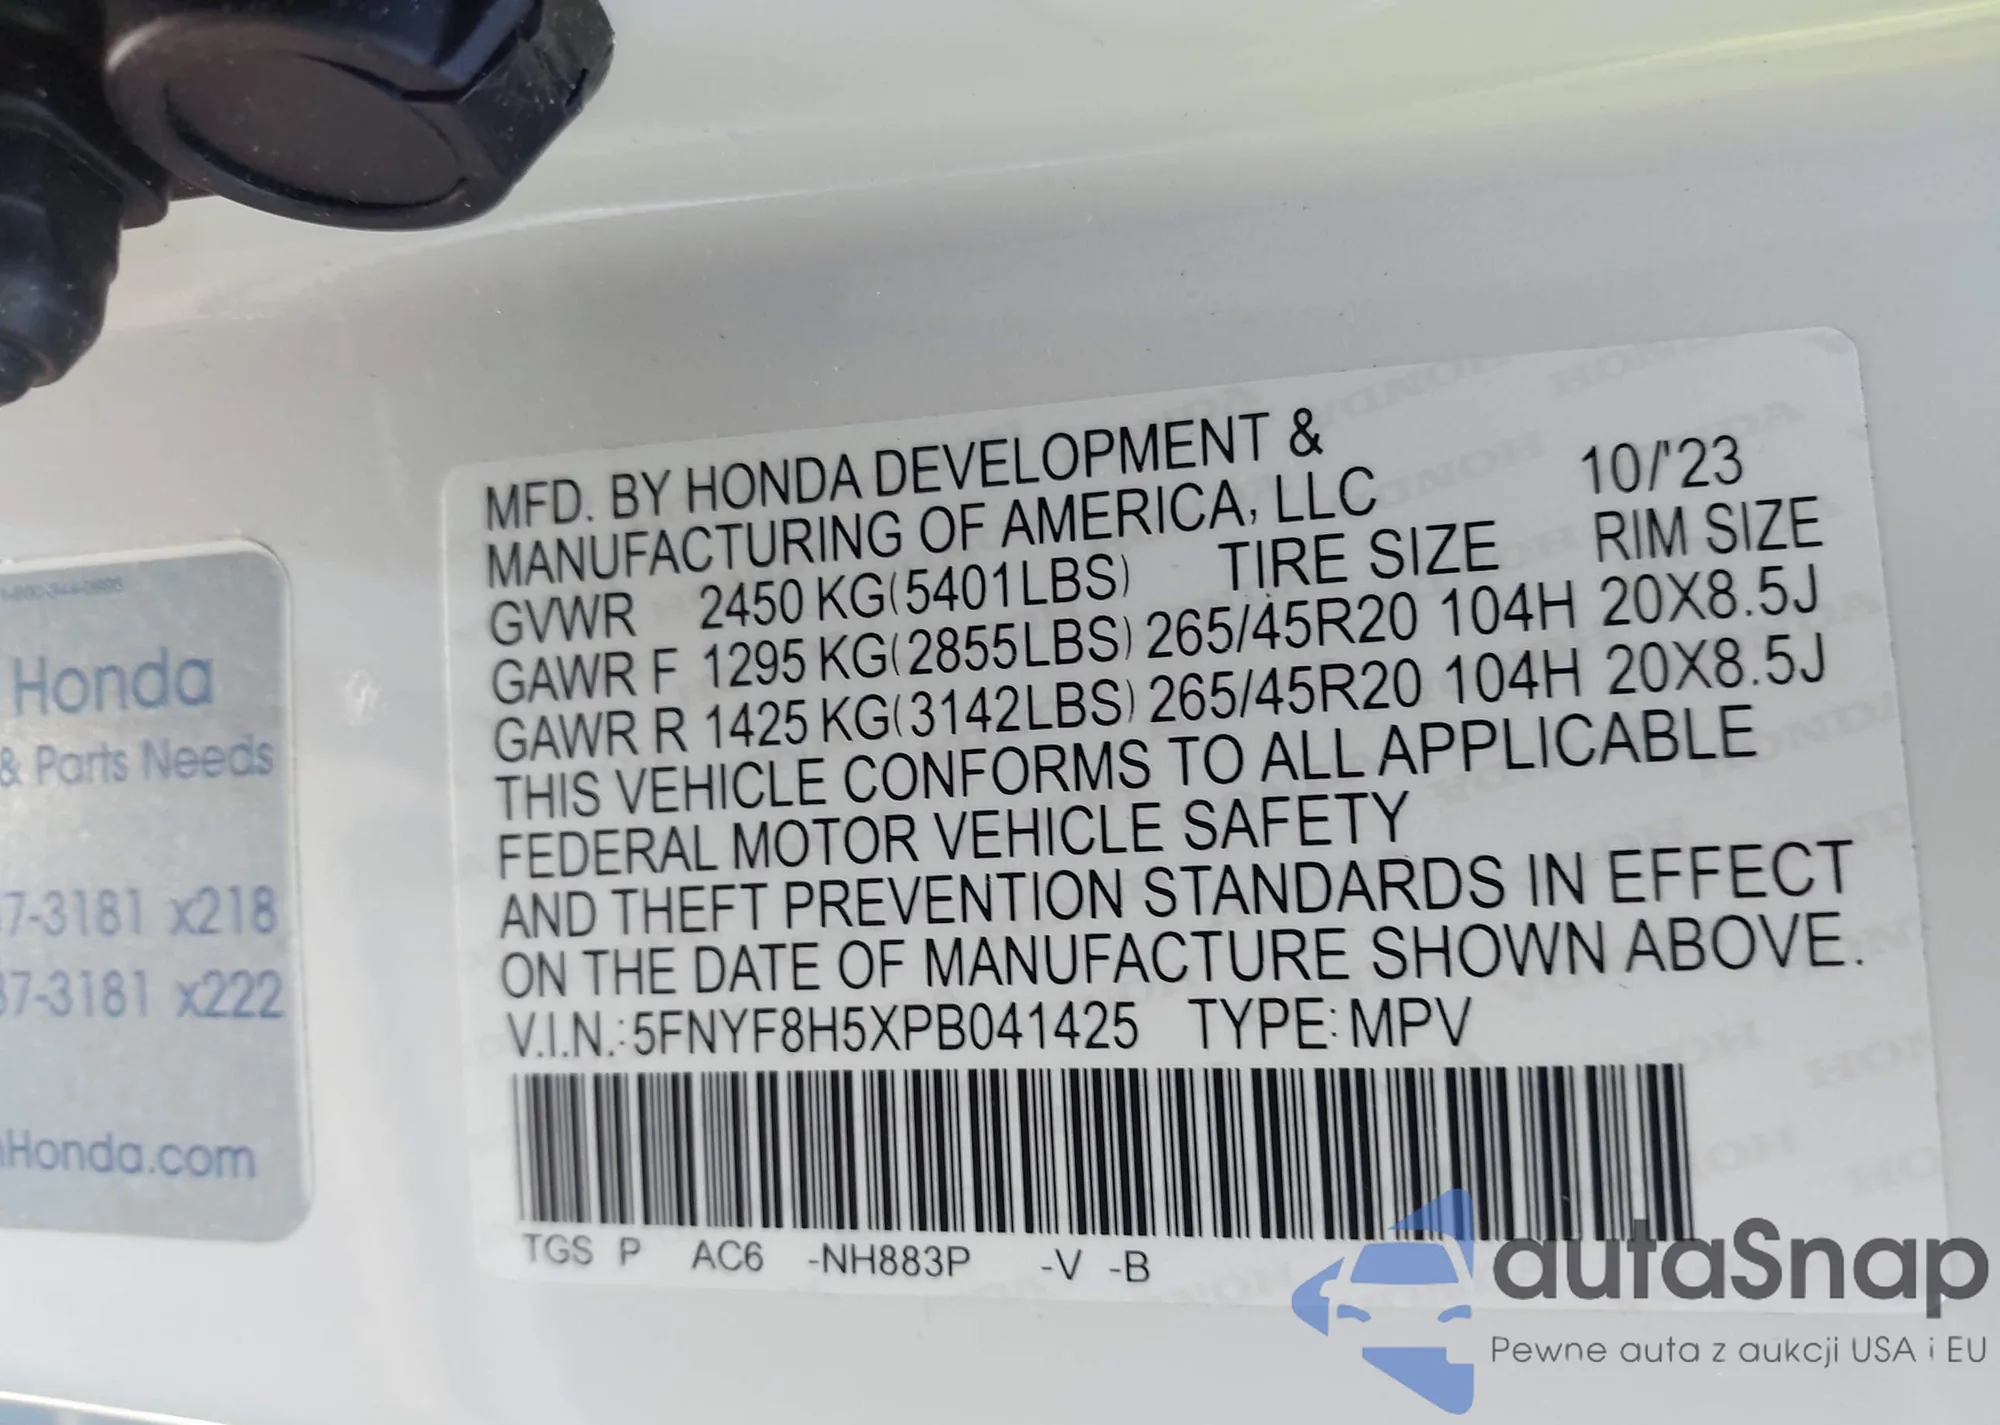 1-800-344-0995
Honda
& Parts Needs
7-3181 x218
37-3181 x222
Honda.com
MFD. BY HONDA DEVELOPMENT &
MANUFACTURING OF AMERICA, LLC 10/'23
GVWR 2450 KG(5401LBS) TIRE SIZE RIM SIZE
GAWR F 1295 KG(2855LBS) 265/45R20 104H 20X8.5J
GAWR R 1425 KG(3142LBS) 265/45R20 104H 20X8.5J
THIS VEHICLE CONFORMS TO ALL APPLICABLE
FEDERAL MOTOR VEHICLE SAFETY
AND THEFT PREVENTION STANDARDS IN EFFECT
ON THE DATE OF MANUFACTURE SHOWN ABOVE.
V.I.N.:5FNYF8H5XPB041425 TYPE:MPV
TGS P AC6 -NH883P -V -B
autaSnap
Pewne auta z aukcji USA i EU